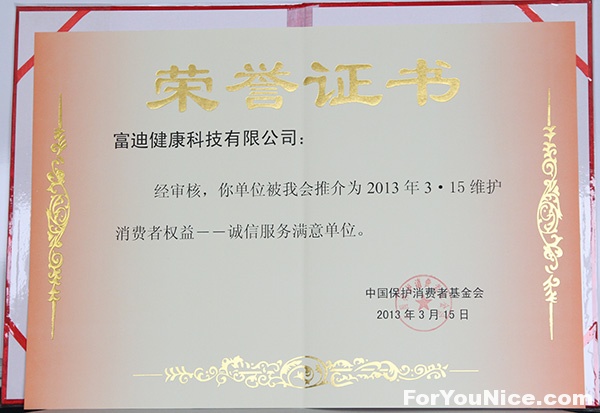 荣誉证书
富迪健康科技有限公司：
经审核，你单位被我会推介为 2013 年 3·15 维护
消费者权益——诚信服务满意单位。
中国保护消费者基金会
2013 年 3 月 15 日
ForYouNice.com